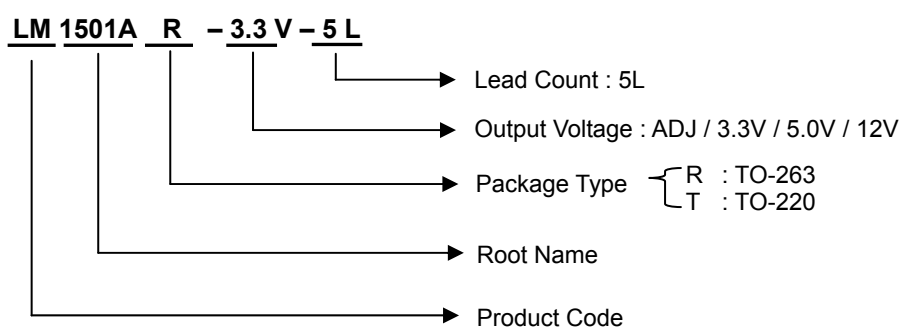 LM 1501A R – 3.3 V – 5 L
Lead Count : 5L
Output Voltage : ADJ / 3.3V / 5.0V / 12V
Package Type R : TO-263
T : TO-220
Root Name
Product Code